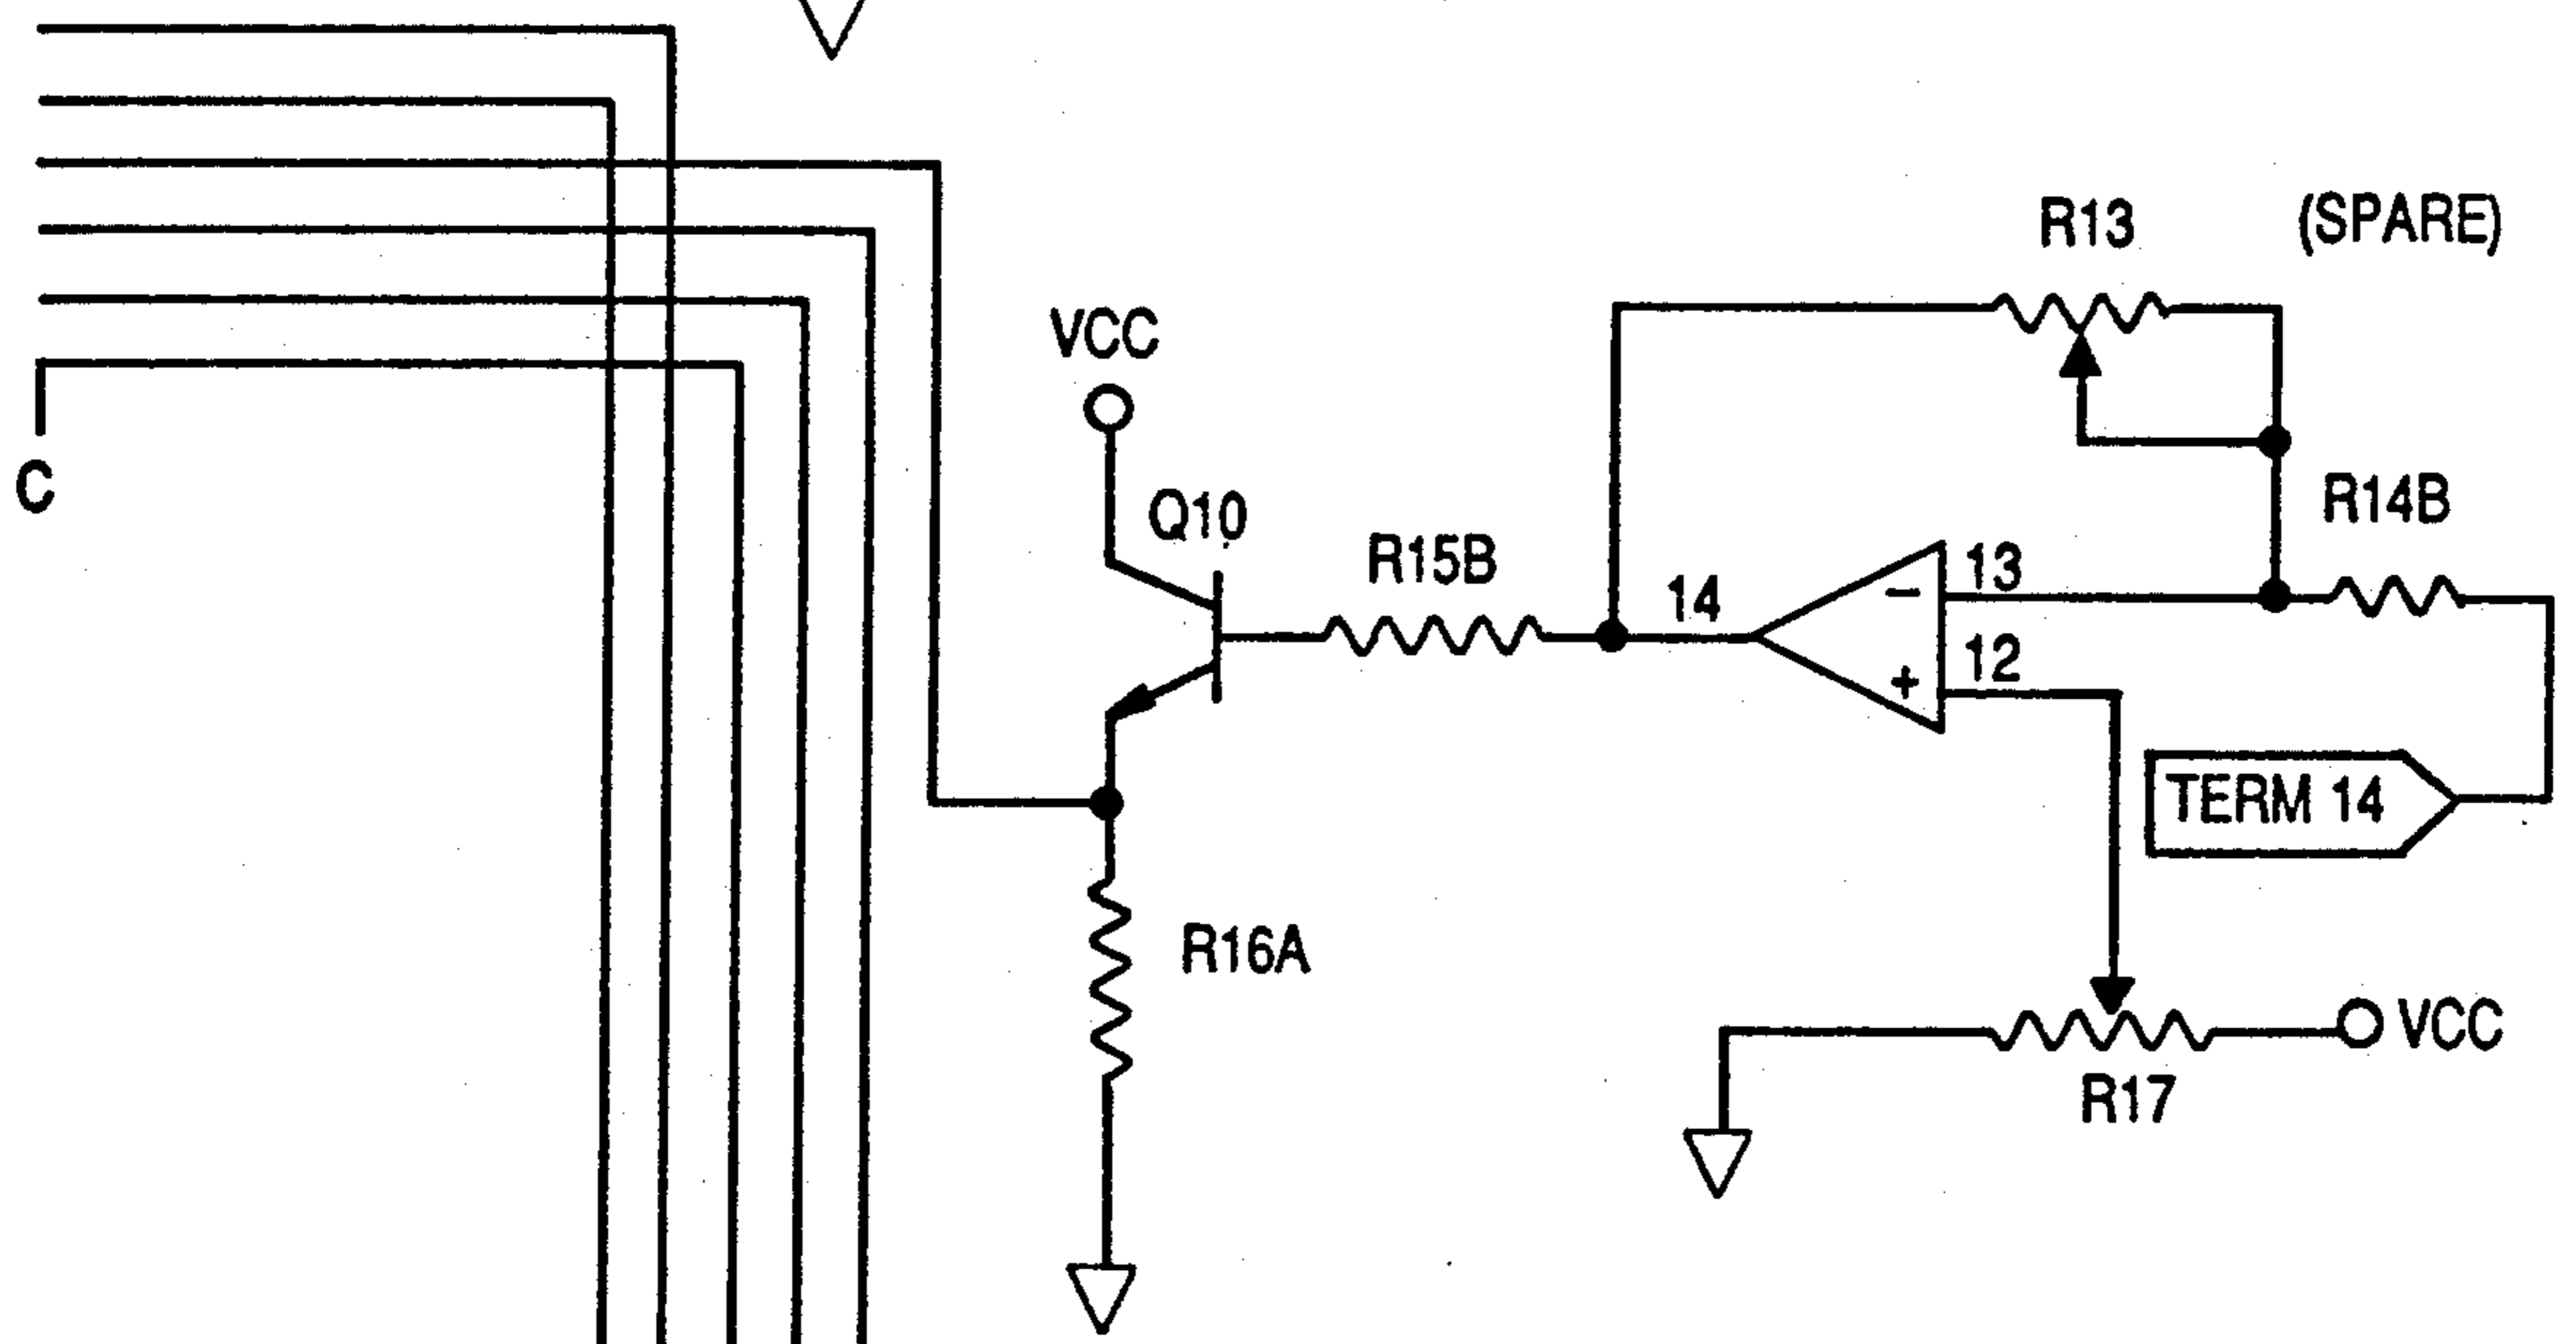 R13
(SPARE)
VCC
C
Q10
R15B
14
−
13
+
12
R14B
TERM 14
R16A
VCC
R17